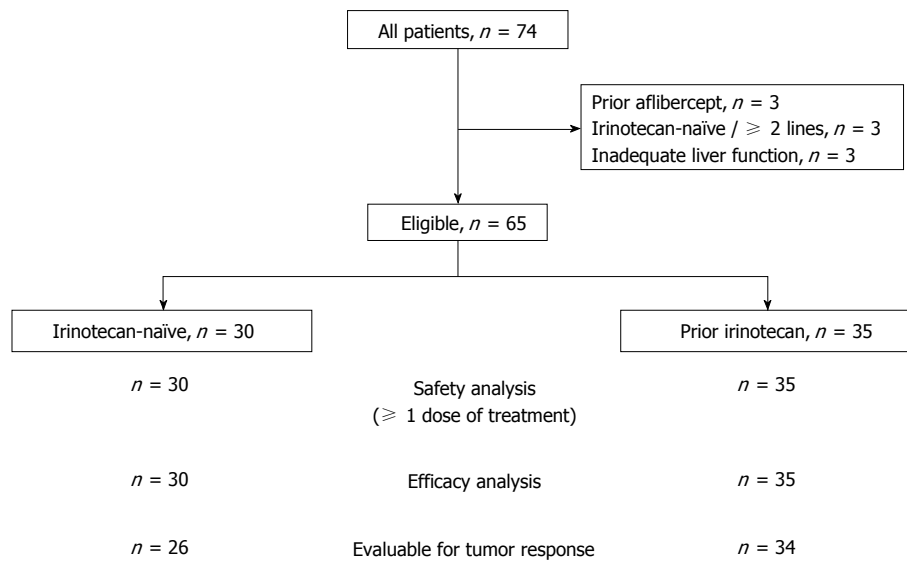 All patients, n = 74
Prior aflibercept, n = 3
Irinotecan-naïve / ≥ 2 lines, n = 3
Inadequate liver function, n = 3
Eligible, n = 65
Irinotecan-naïve, n = 30
Prior irinotecan, n = 35
n = 30
Safety analysis
(≥ 1 dose of treatment)
n = 35
n = 30
Efficacy analysis
n = 35
n = 26
Evaluable for tumor response
n = 34